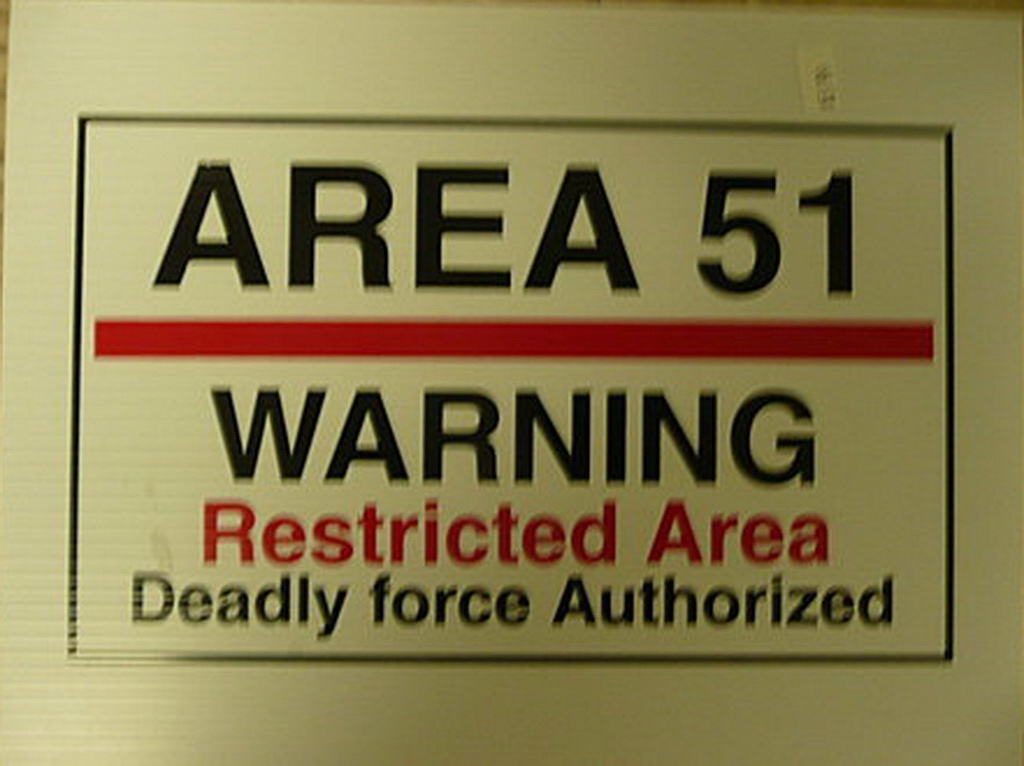 AREA 51
WARNING
Restricted Area
Deadly force Authorized